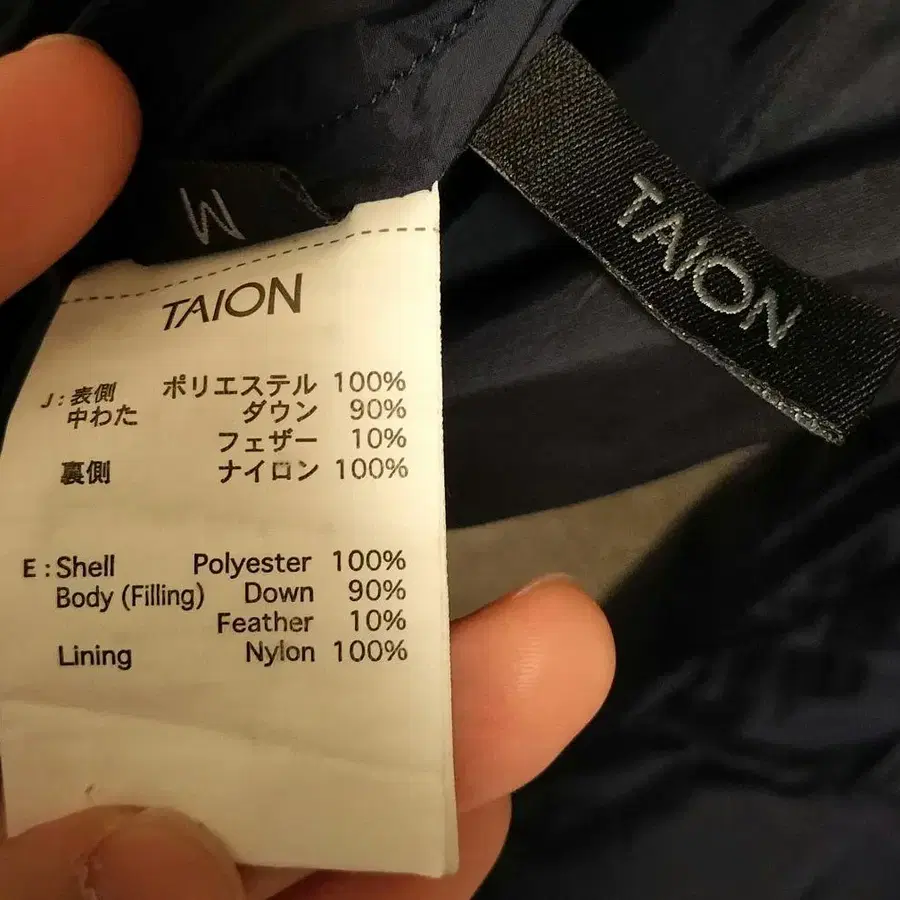 TAION
M
TAION
J : 表側 ポリエステル 100%
中わた ダウン 90%
フェザー 10%
裏側 ナイロン 100%
E : Shell Polyester 100%
Body (Filling) Down 90%
Feather 10%
Lining Nylon 100%